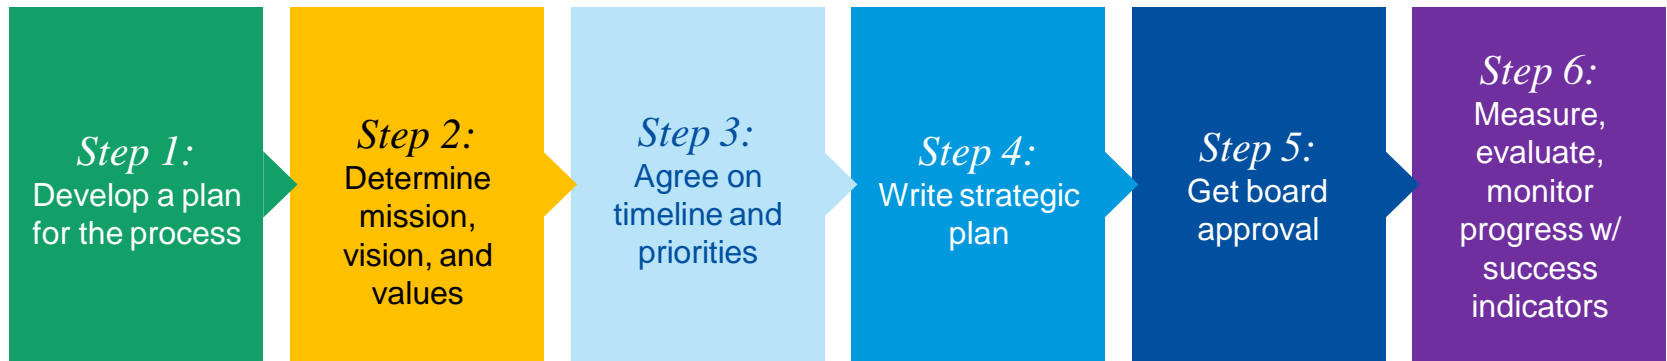 Step 1:
Develop a plan
for the process
Step 2:
Determine
mission,
vision, and
values
Step 3:
Agree on
timeline and
priorities
Step 4:
Write strategic
plan
Step 5:
Get board
approval
Step 6:
Measure,
evaluate,
monitor
progress w/
success
indicators